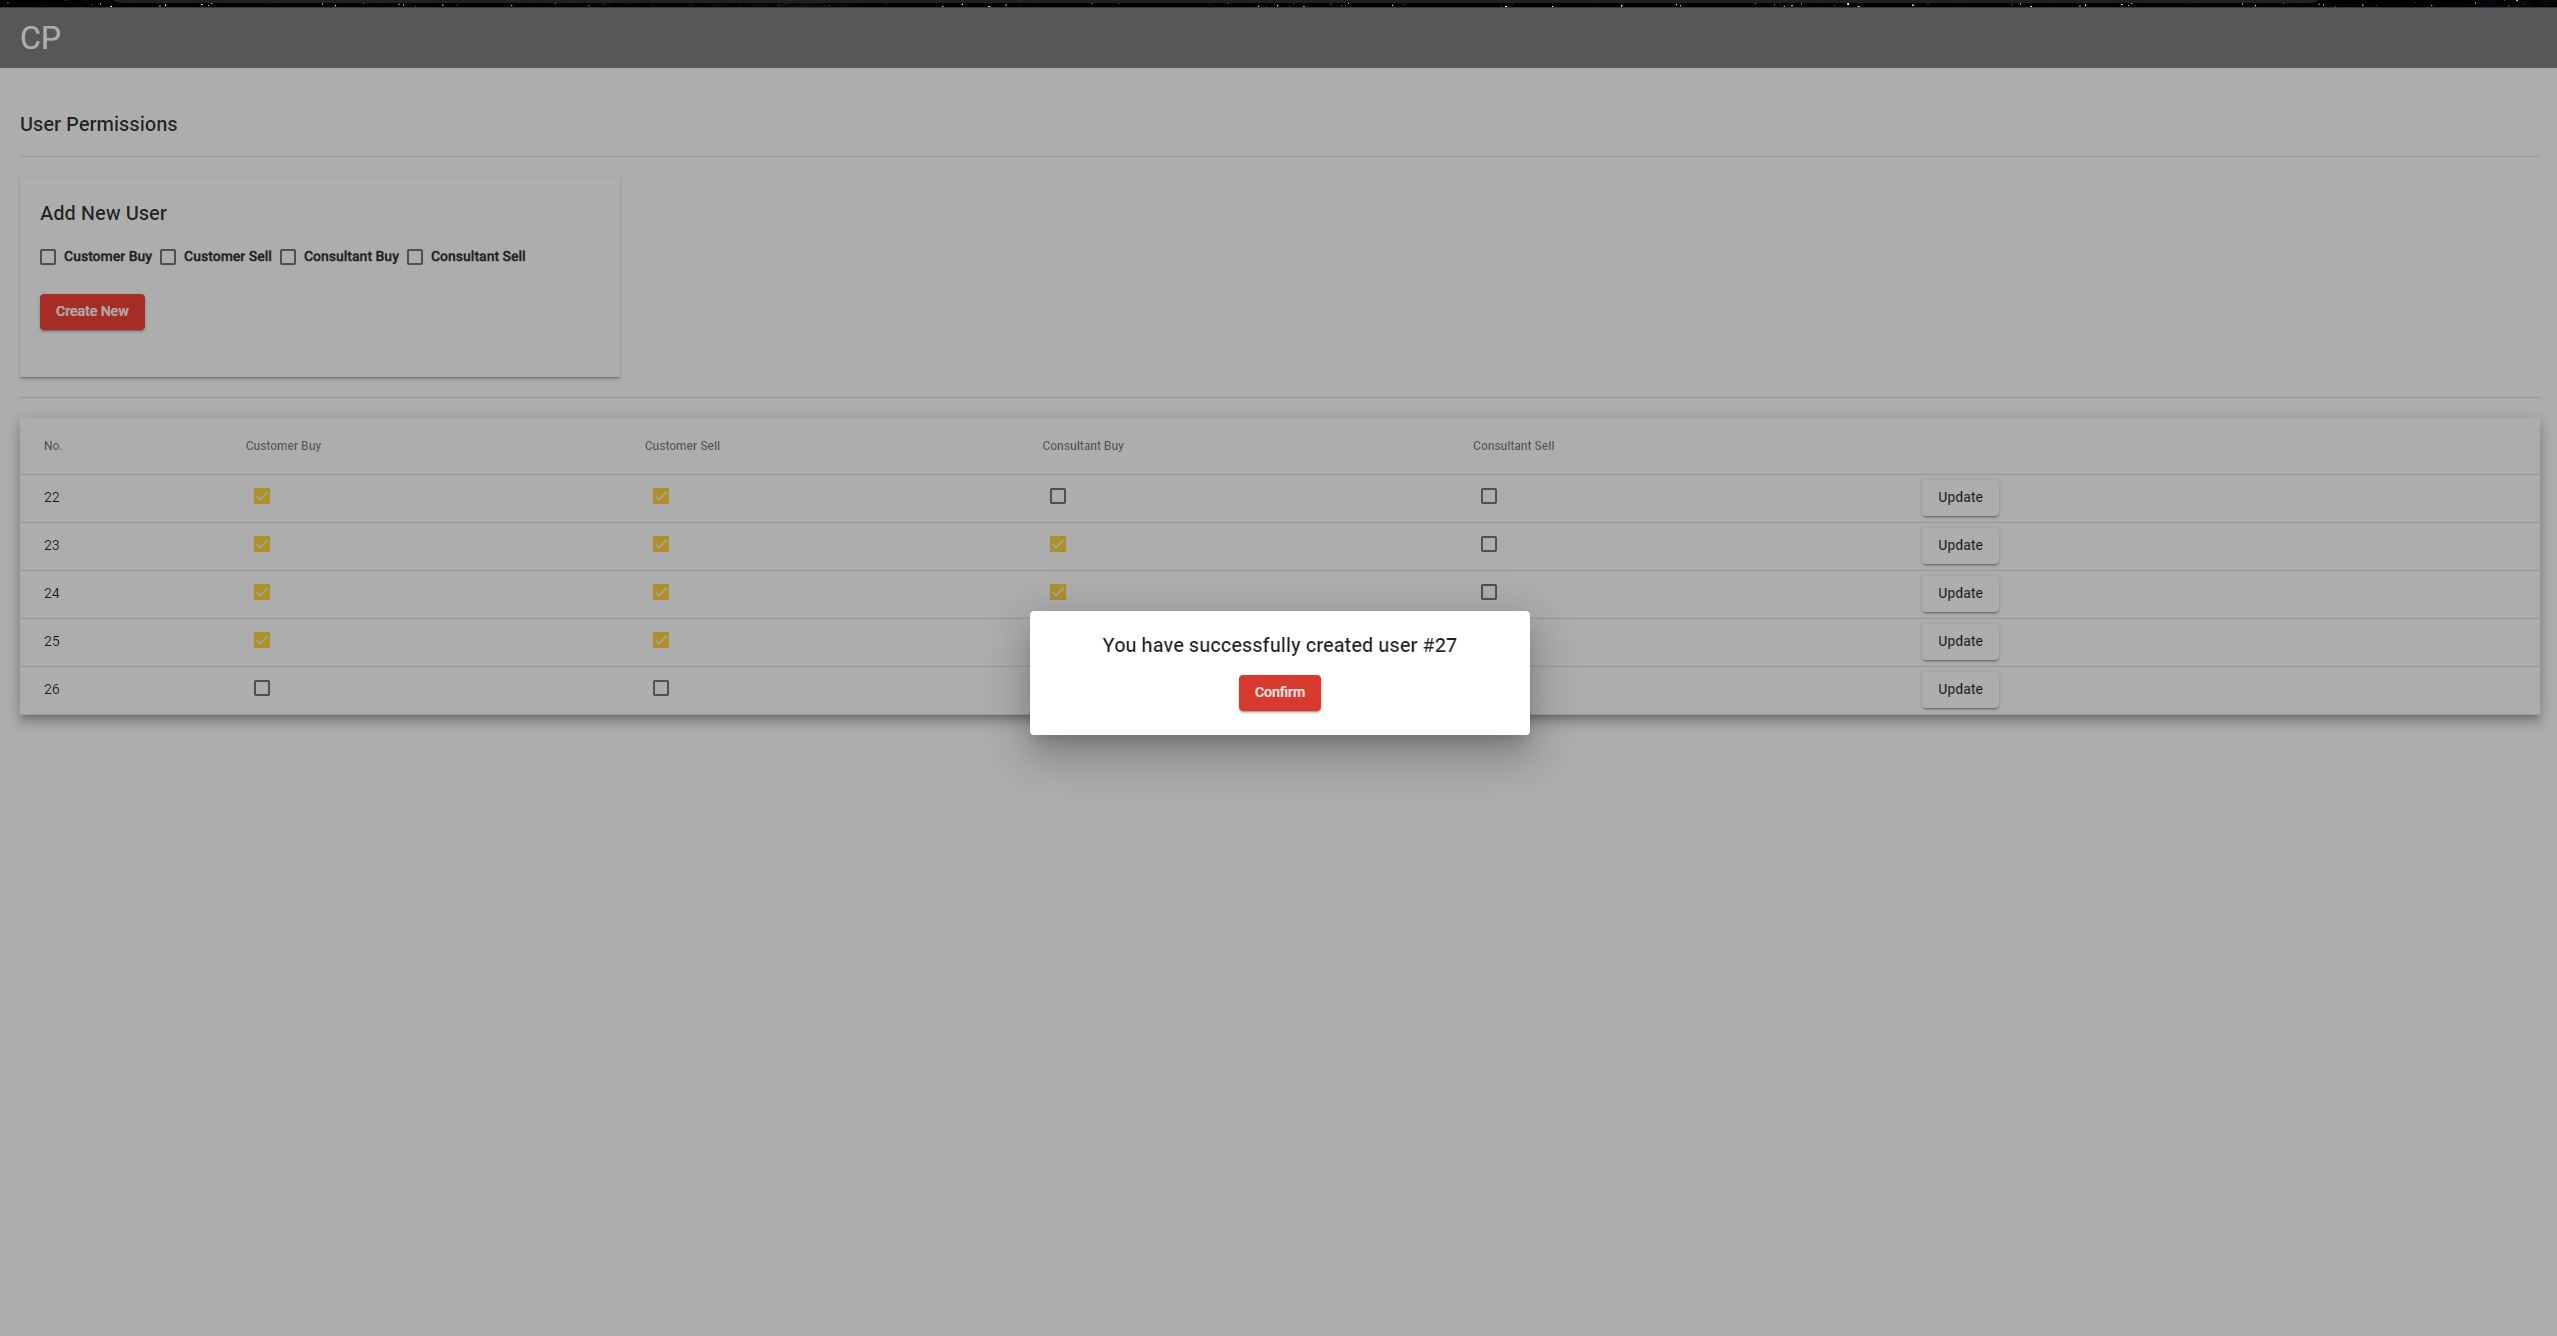 CP
User Permissions
Add New User
Customer Buy Customer Sell Consultant Buy Consultant Sell
Create New
No. Customer Buy Customer Sell Consultant Buy Consultant Sell
22 Update
23 Update
24 Update
25 Update
26 Update
You have successfully created user #27
Confirm